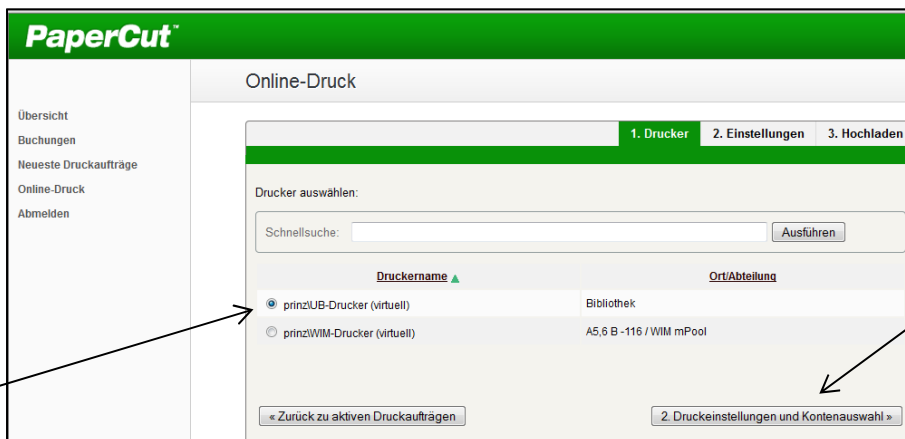 PaperCut™
Online-Druck
Übersicht
Buchungen
Neueste Druckaufträge
Online-Druck
Abmelden
1. Drucker 2. Einstellungen 3. Hochladen
Drucker auswählen:
Schnellsuche: Ausführen
Druckername Ort/Abteilung
prinz\UB-Drucker (virtuell) Bibliothek
prinz\WIM-Drucker (virtuell) A5,6 B -116 / WIM mPool
« Zurück zu aktiven Druckaufträgen 2. Druckeinstellungen und Kontenauswahl »